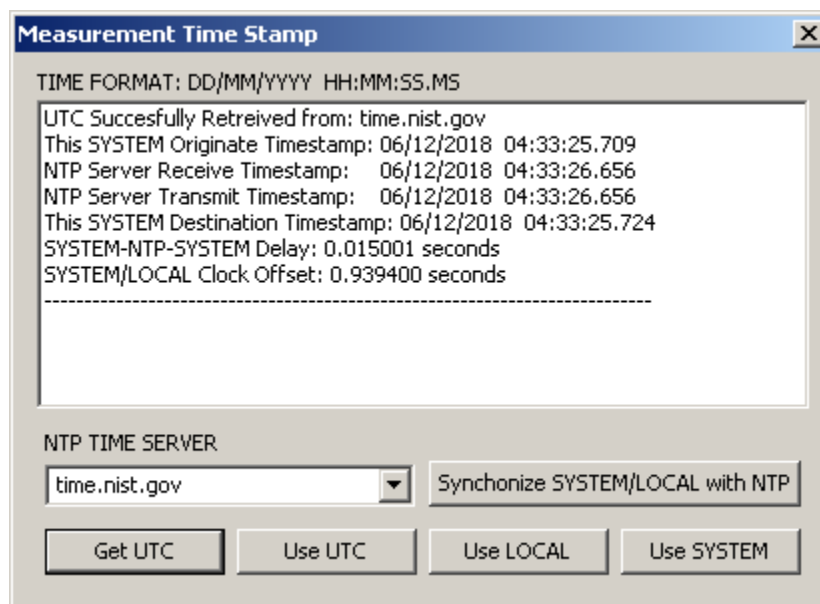 Measurement Time Stamp
TIME FORMAT: DD/MM/YYYY  HH:MM:SS.MS
UTC Succesfully Retreived from: time.nist.gov
This SYSTEM Originate Timestamp: 06/12/2018  04:33:25.709
NTP Server Receive Timestamp:    06/12/2018  04:33:26.656
NTP Server Transmit Timestamp:   06/12/2018  04:33:26.656
This SYSTEM Destination Timestamp: 06/12/2018  04:33:25.724
SYSTEM-NTP-SYSTEM Delay: 0.015001 seconds
SYSTEM/LOCAL Clock Offset: 0.939400 seconds
----------------------------------------------------------------------------
NTP TIME SERVER
time.nist.gov
Synchonize SYSTEM/LOCAL with NTP
Get UTC
Use UTC
Use LOCAL
Use SYSTEM